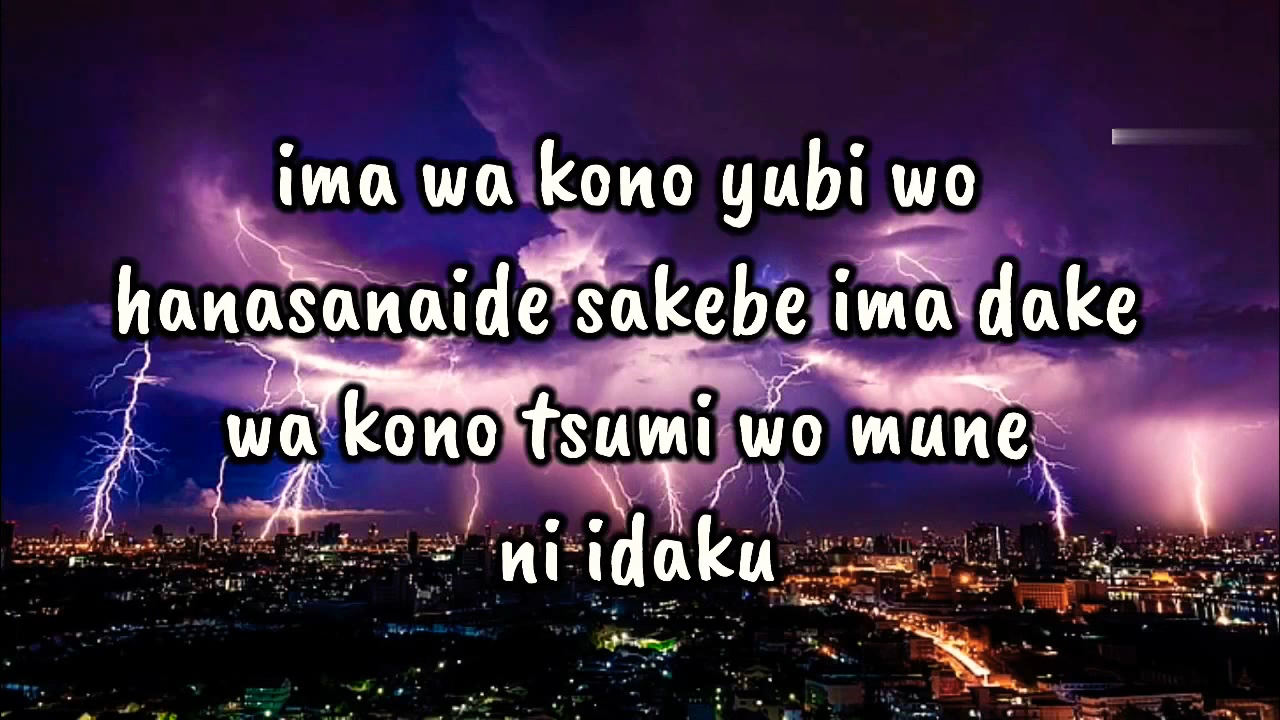 ima wa kono yubi wo
hanasanaide sakebe ima dake
wa kono tsumi wo mune
ni idaku